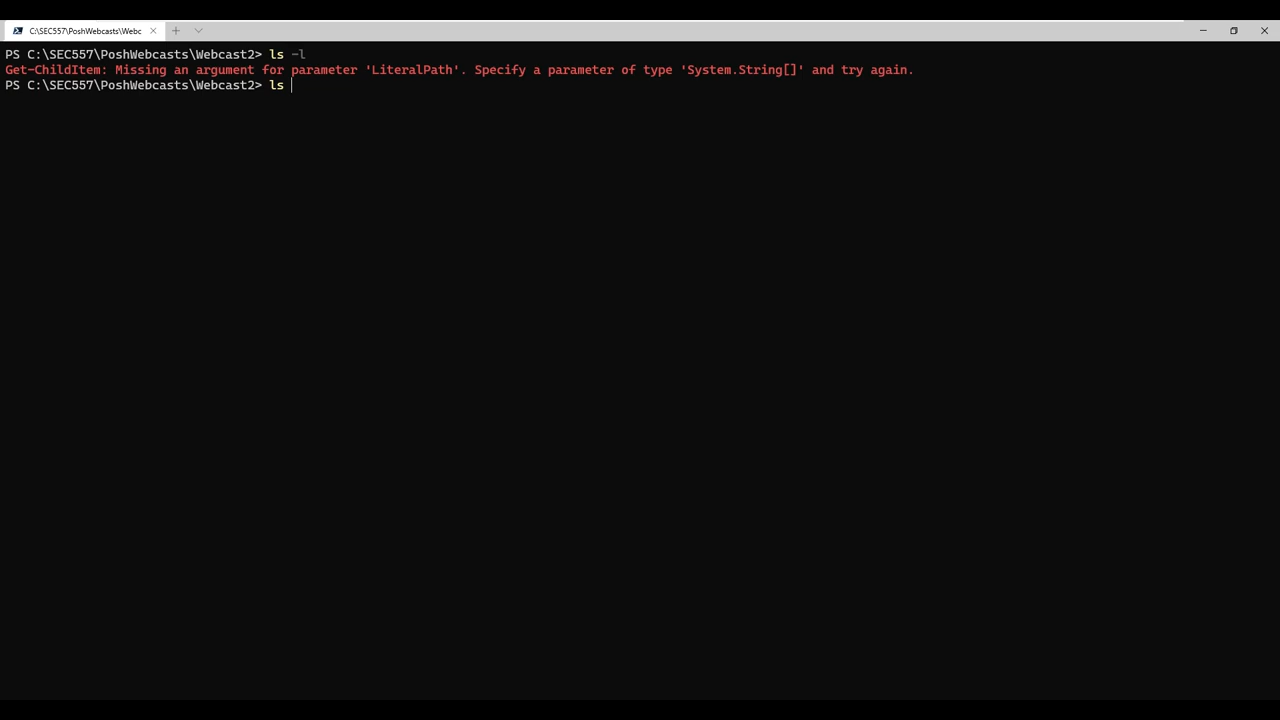 C:\SEC557\PoshWebcasts\Webc
PS C:\SEC557\PoshWebcasts\Webcast2> ls -l
Get-ChildItem: Missing an argument for parameter 'LiteralPath'. Specify a parameter of type 'System.String[]' and try again.
PS C:\SEC557\PoshWebcasts\Webcast2> ls